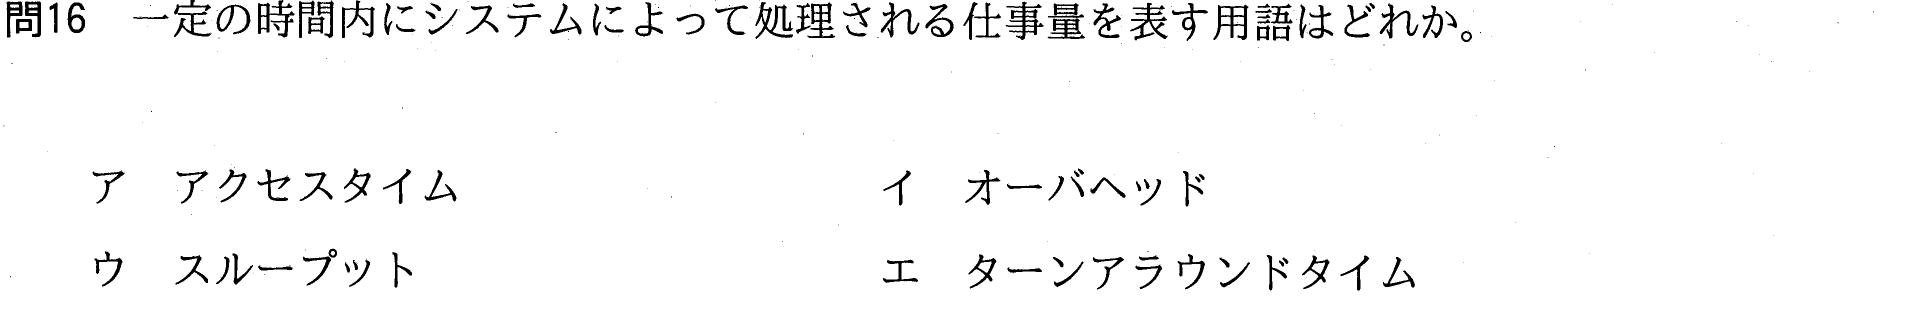 問16　一定の時間内にシステムによって処理される仕事量を表す用語はどれか。
ア　アクセスタイム　イ　オーバヘッド
ウ　スループット　エ　ターンアラウンドタイム